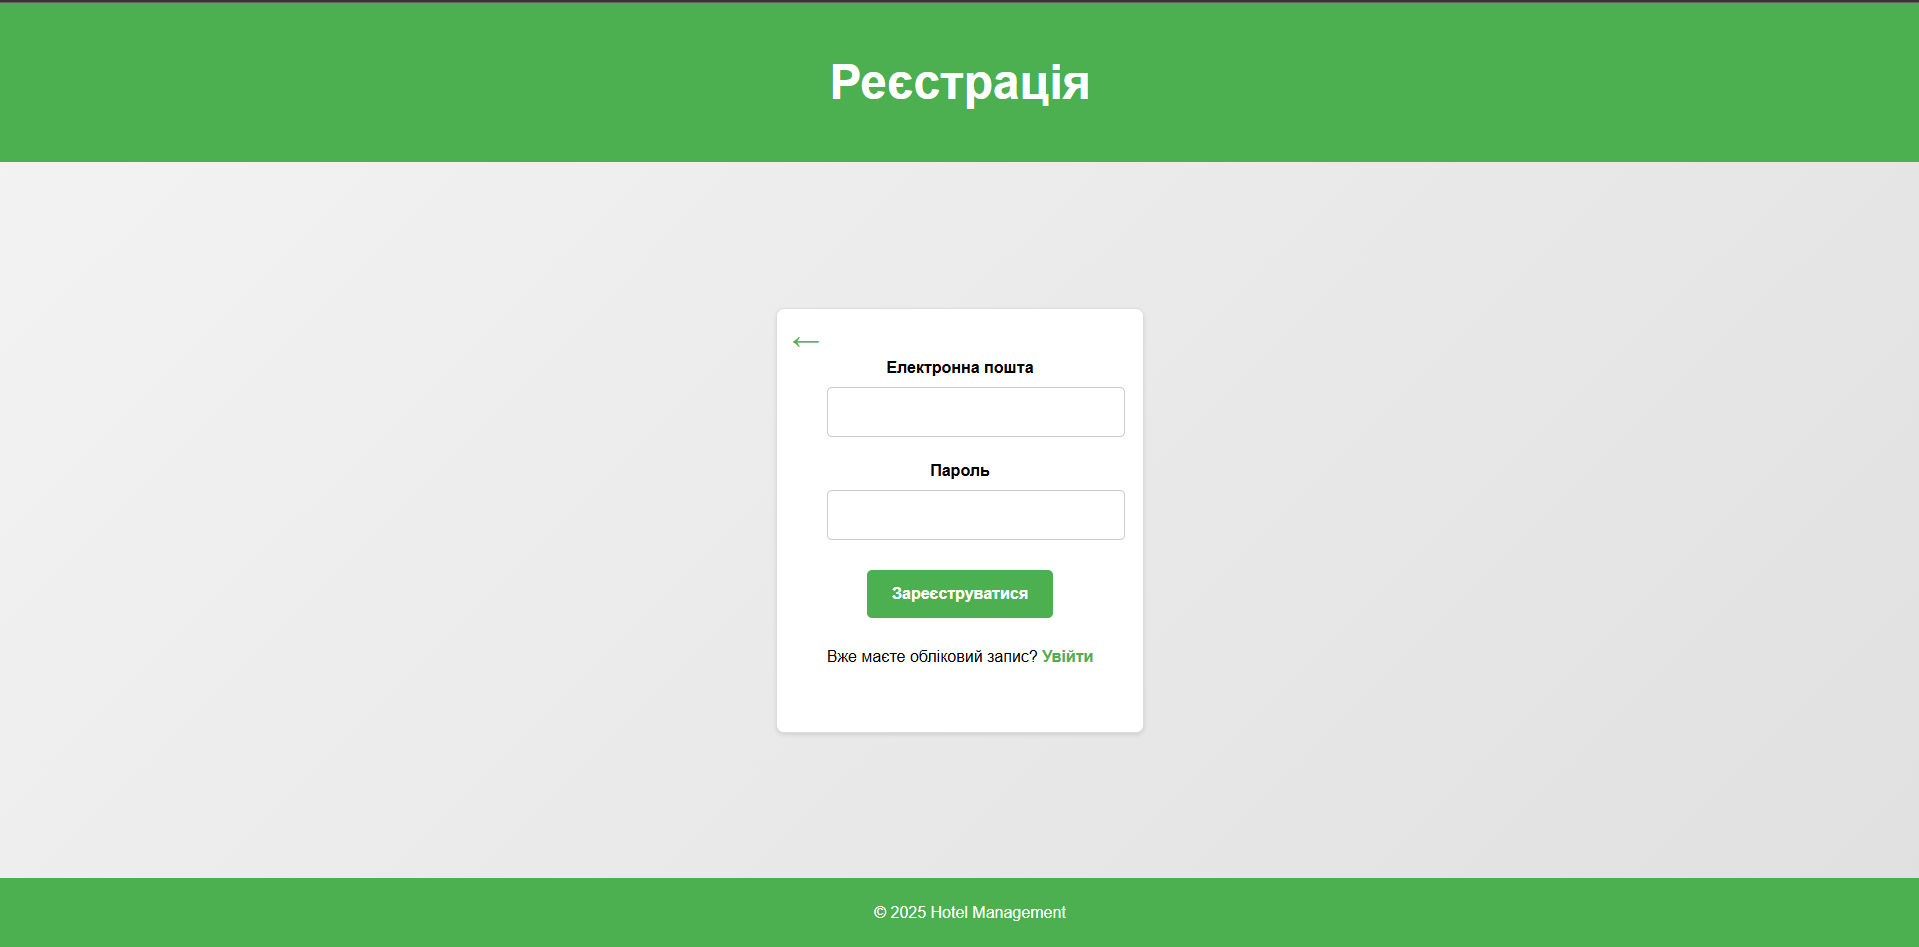 Реєстрація
←
Електронна пошта
Пароль
Зареєструватися
Вже маєте обліковий запис? Увійти
© 2025 Hotel Management